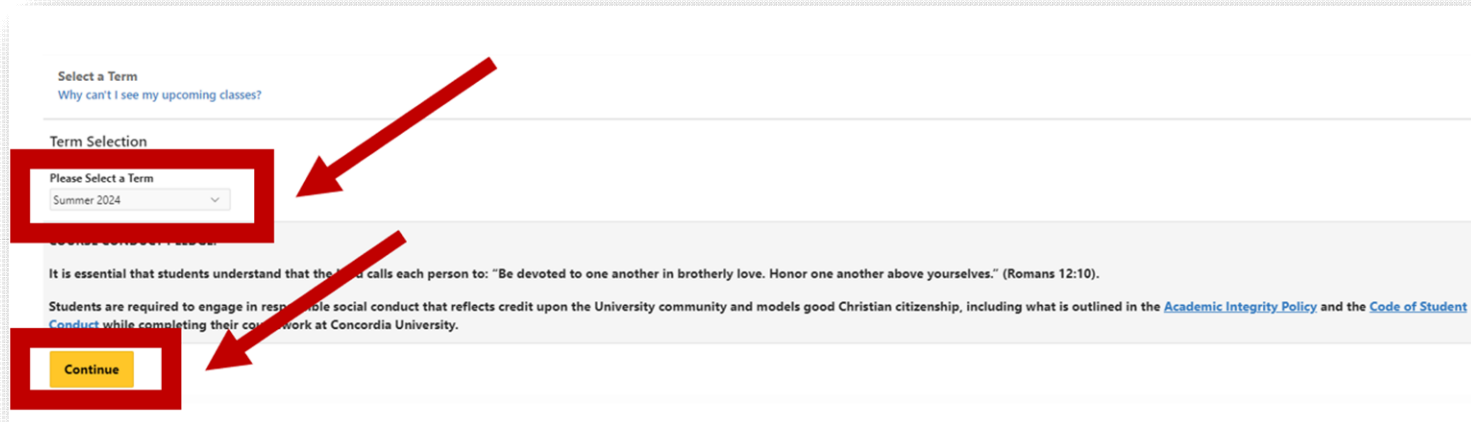 Select a Term
Why can't I see my upcoming classes?
Term Selection
Please Select a Term
Summer 2024
COURSE CONDUCT PLEDGE:
It is essential that students understand that the calls each person to: “Be devoted to one another in brotherly love. Honor one another above yourselves.” (Romans 12:10).
Students are required to engage in social conduct that reflects credit upon the University community and models good Christian citizenship, including what is outlined in the Academic Integrity Policy and the Code of Student
Conduct while completing their work at Concordia University.
Continue